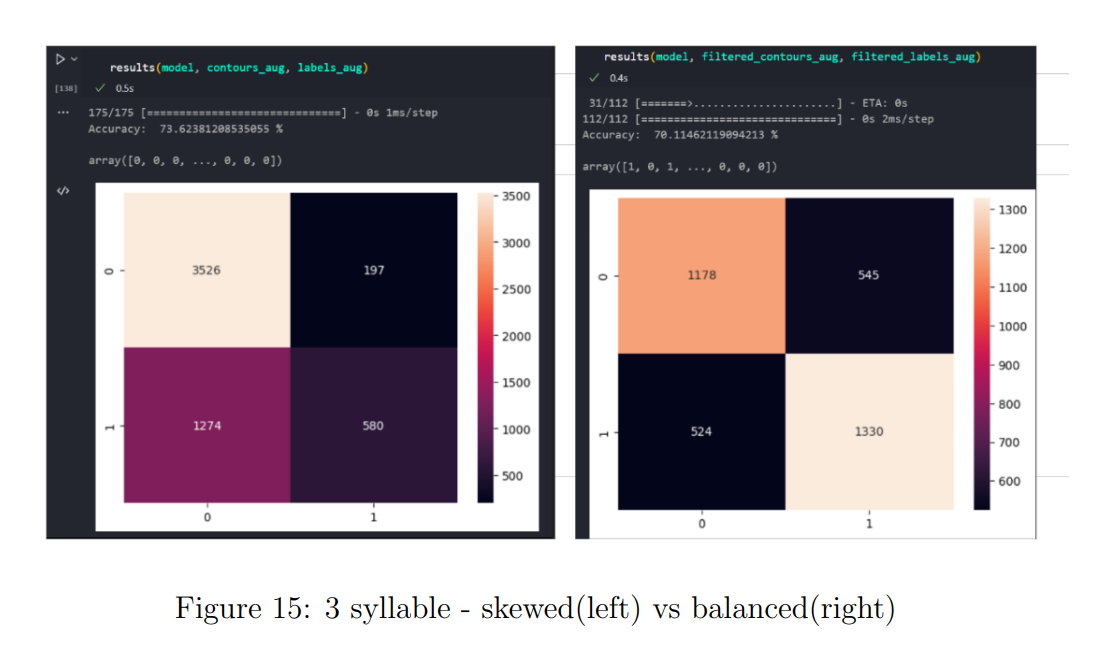 results(model, contours_aug, labels_aug)
[138] ✓ 0.5s
... 175/175 [==============================] - 0s 1ms/step
Accuracy:  73.62381208535055 %
array([0, 0, 0, ..., 0, 0, 0])
</>
3500
0 3526 197
3000
2500
2000
1500
1 1274 580
1000
500
0 1
results(model, filtered_contours_aug, filtered_labels_aug)
✓ 0.4s
31/112 [=======>......................] - ETA: 0s
112/112 [==============================] - 0s 2ms/step
Accuracy:  70.11462119094213 %
array([1, 0, 1, ..., 0, 0, 0])
1300
1200
0 1178 545
1100
1000
900
800
1 524 1330
700
600
0 1
Figure 15: 3 syllable - skewed(left) vs balanced(right)